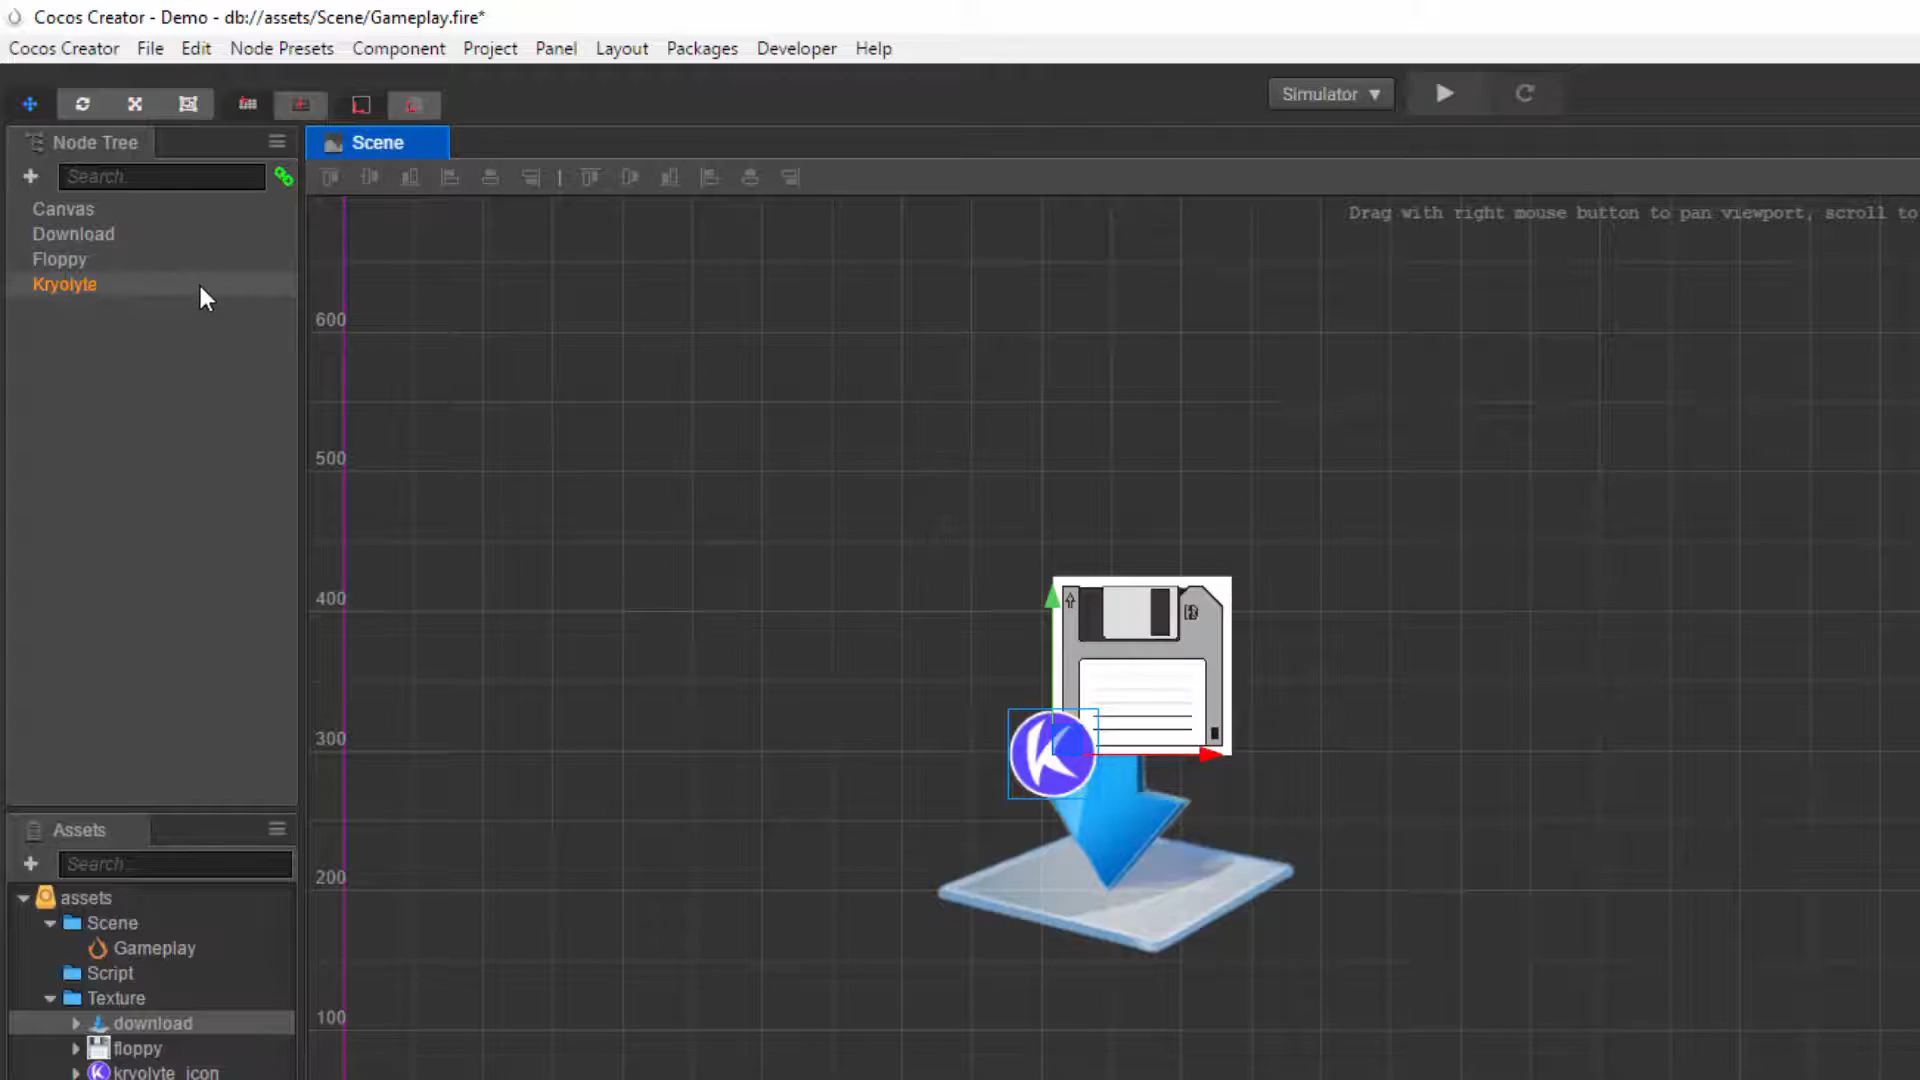 Cocos Creator - Demo - db://assets/Scene/Gameplay.fire*
Cocos Creator File Edit Node Presets Component Project Panel Layout Packages Developer Help
Simulator
Node Tree
Scene
Search...
Drag with right mouse button to pan viewport, scroll to
Canvas
Download
Floppy
Kryolyte
600
500
400
300
200
100
Assets
Search...
assets
Scene
Gameplay
Script
Texture
download
floppy
kryolyte_icon